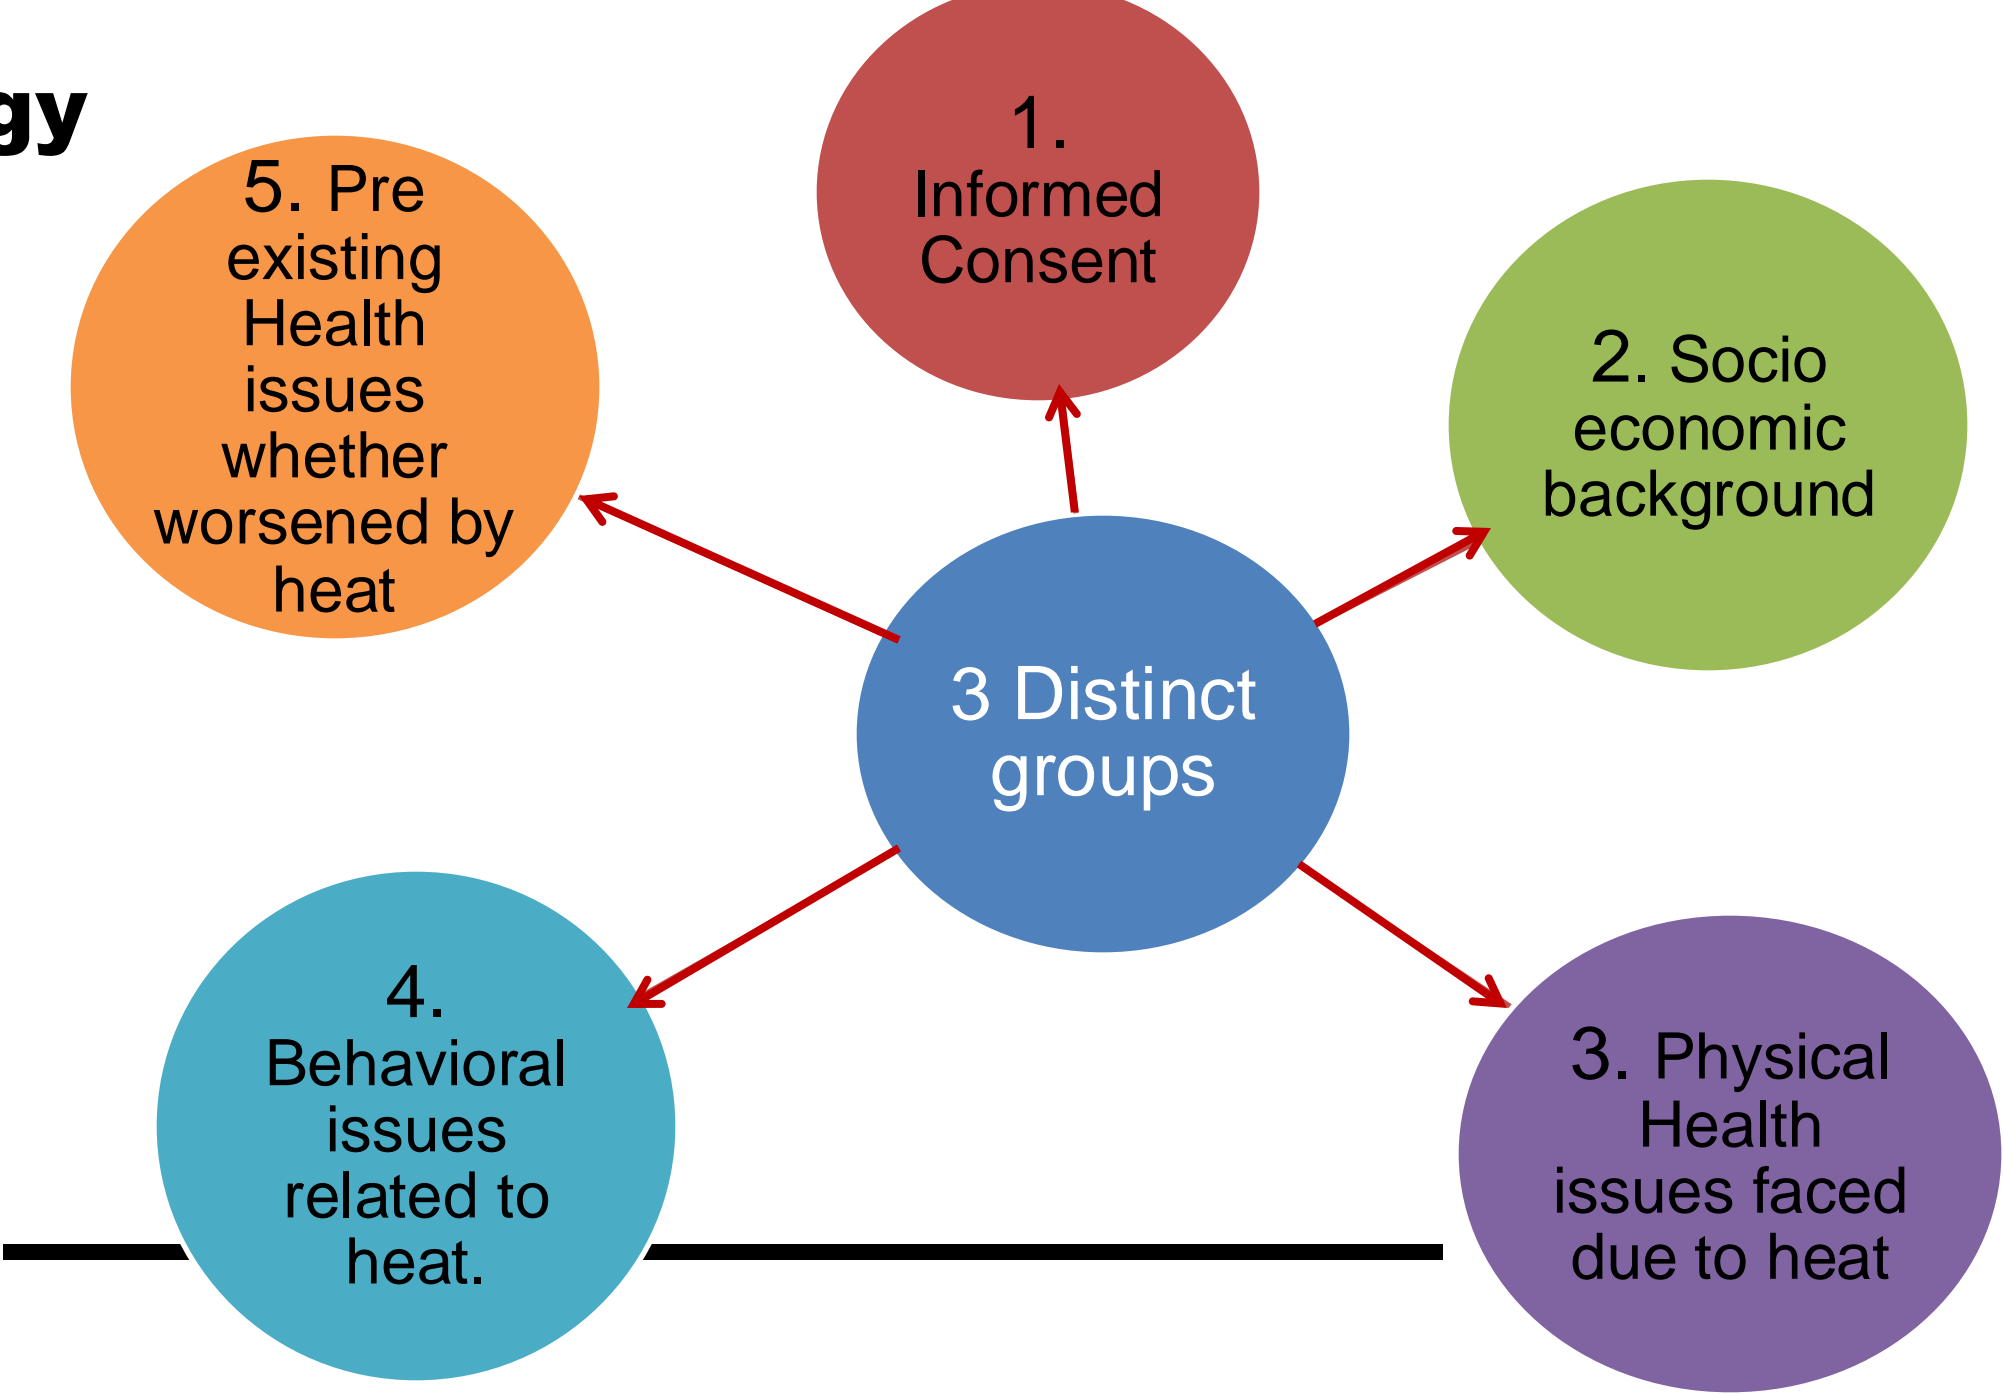 gy
1.
Informed
Consent
2. Socio
economic
background
3. Physical
Health
issues faced
due to heat
4.
Behavioral
issues
related to
heat.
5. Pre
existing
Health
issues
whether
worsened by
heat
3 Distinct
groups